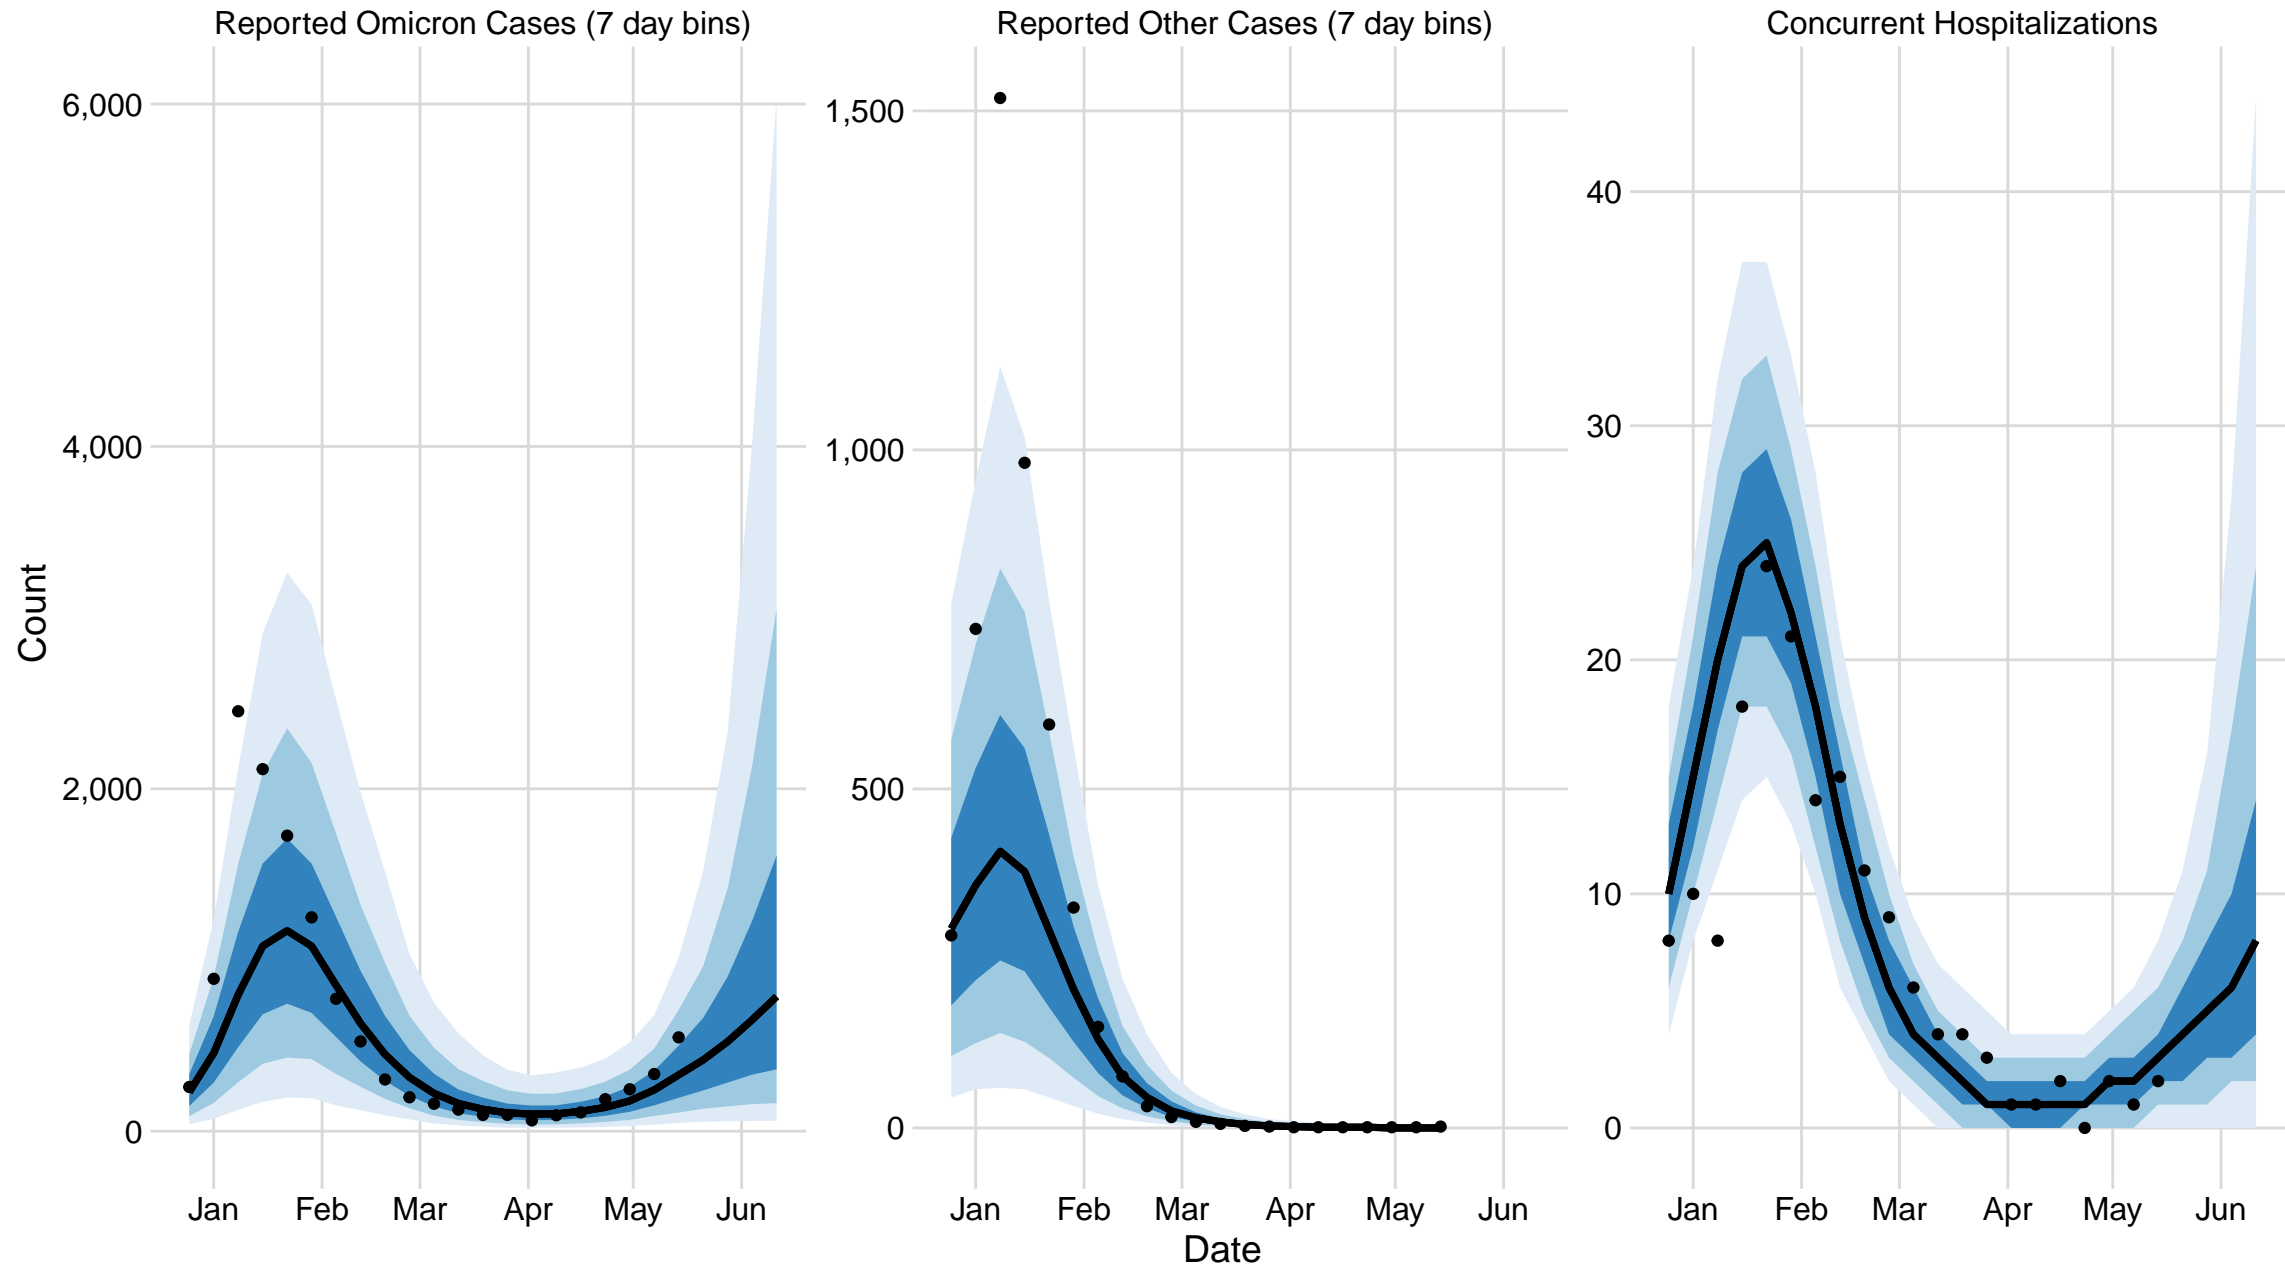 Reported Omicron Cases (7 day bins)
Reported Other Cases (7 day bins)
Concurrent Hospitalizations
Count
6,000
4,000
2,000
0
1,500
1,000
500
0
40
30
20
10
0
Jan Feb Mar Apr May Jun
Jan Feb Mar Apr May Jun
Jan Feb Mar Apr May Jun
Date